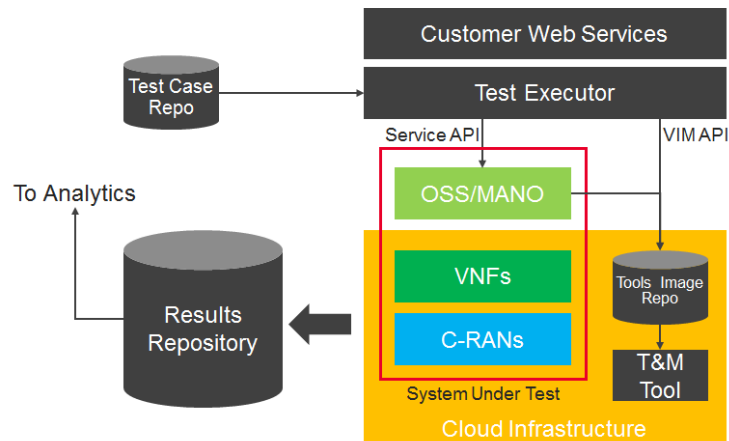 Customer Web Services
Test Case
Repo
Test Executor
Service API
VIM API
To Analytics
OSS/MANO
VNFs
Tools Image
Repo
Results
Repository
C-RANs
T&M
Tool
System Under Test
Cloud Infrastructure